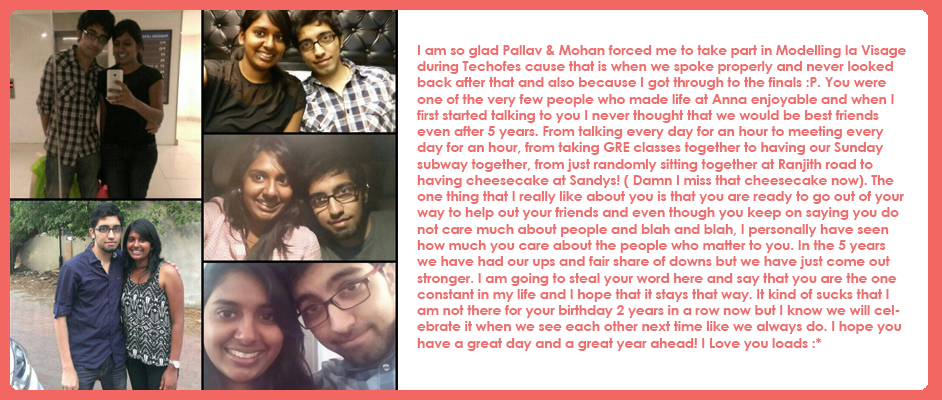 I am so glad Pallav & Mohan forced me to take part in Modelling la Visage
during Techofes cause that is when we spoke properly and never looked
back after that and also because I got through to the finals :P. You were
one of the very few people who made life at Anna enjoyable and when I
first started talking to you I never thought that we would be best friends
even after 5 years. From talking every day for an hour to meeting every
day for an hour, from taking GRE classes together to having our Sunday
subway together, from just randomly sitting together at Ranjith road to
having cheesecake at Sandys! ( Damn I miss that cheesecake now). The
one thing that I really like about you is that you are ready to go out of your
way to help out your friends and even though you keep on saying you do
not care much about people and blah and blah, I personally have seen
how much you care about the people who matter to you. In the 5 years
we have had our ups and fair share of downs but we have just come out
stronger. I am going to steal your word here and say that you are the one
constant in my life and I hope that it stays that way. It kind of sucks that I
am not there for your birthday 2 years in a row now but I know we will cel-
ebrate it when we see each other next time like we always do. I hope you
have a great day and a great year ahead! I Love you loads :*